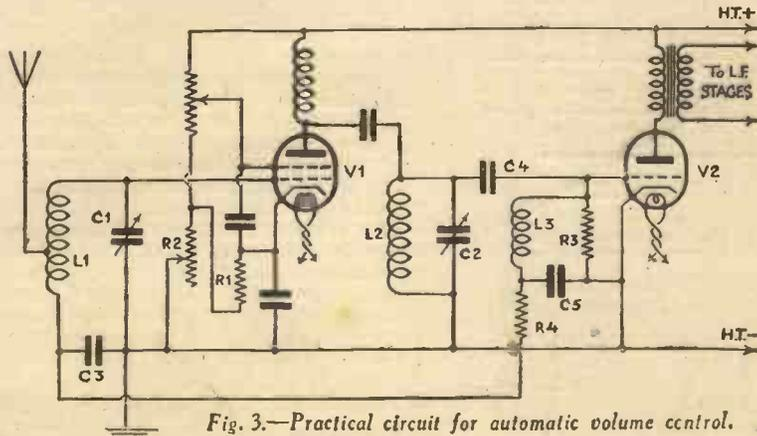 H.T.+
To L.F.
STAGES
V1
V2
C4
C1
L1
R2
R1
L2
C2
L3
R3
C5
R4
C3
H.T.-
Fig. 3.—Practical circuit for automatic volume control.